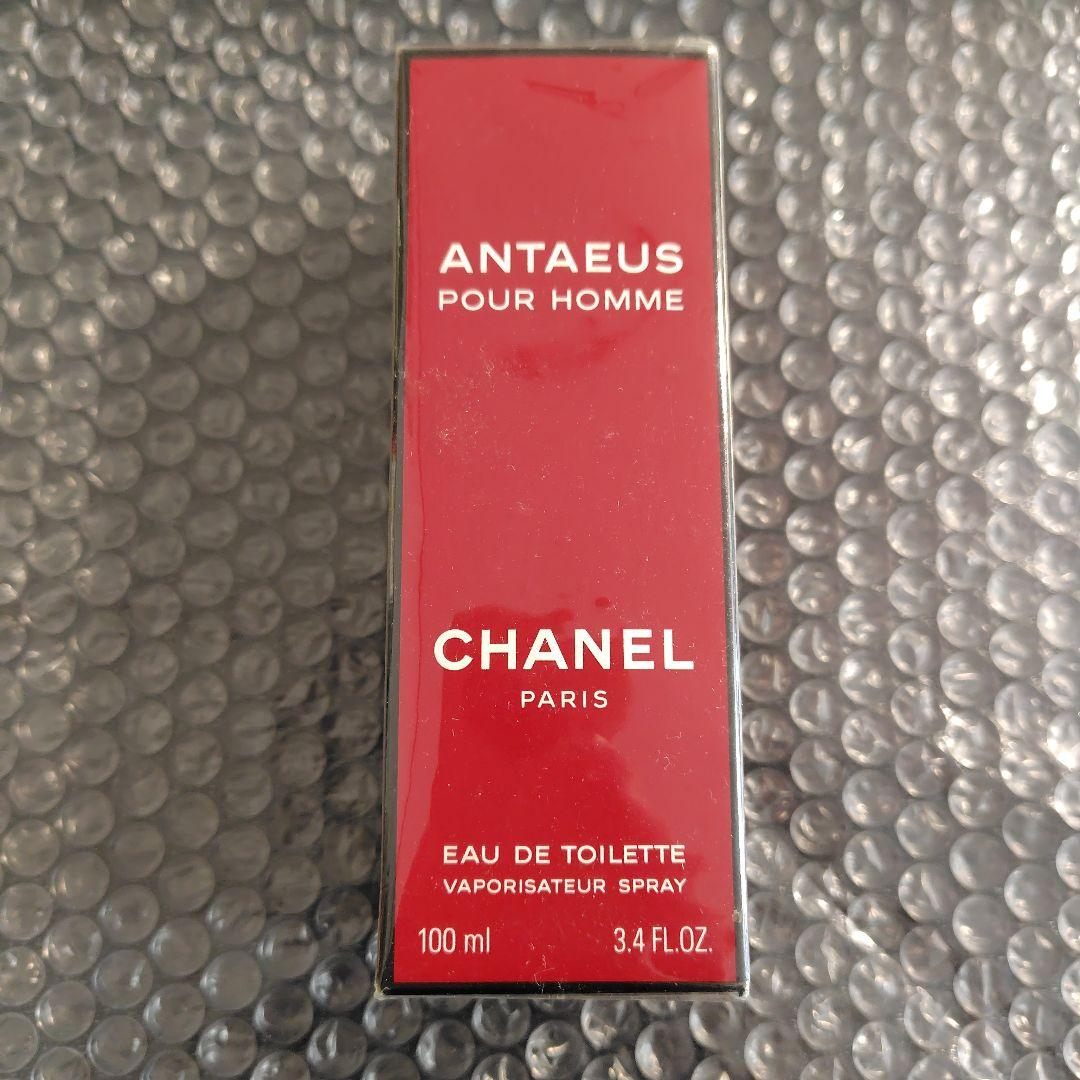 ANTAEUS
POUR HOMME
CHANEL
PARIS
EAU DE TOILETTE
VAPORISATEUR SPRAY
100 ml 3.4 FL.OZ.